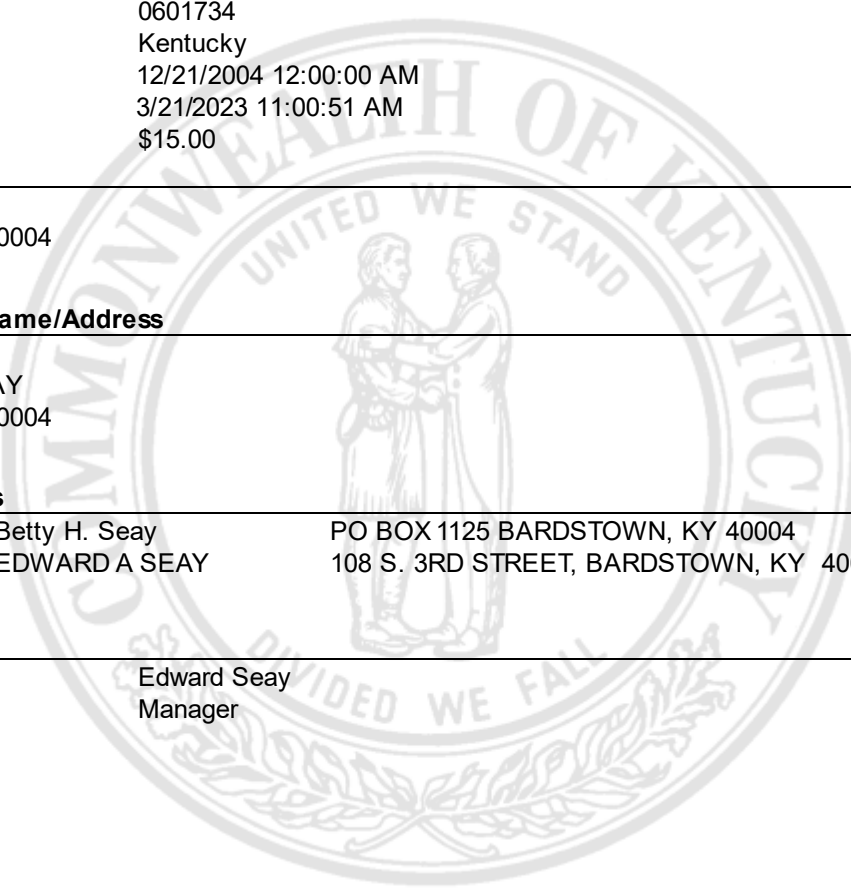 0601734
Kentucky
12/21/2004 12:00:00 AM
3/21/2023 11:00:51 AM
$15.00
0004
ame/Address
AY
0004
s
Betty H. Seay PO BOX 1125 BARDSTOWN, KY 40004
EDWARD A SEAY 108 S. 3RD STREET, BARDSTOWN, KY 40
Edward Seay
Manager
COMMONWEALTH OF KENTUCKY
UNITED WE STAND
DIVIDED WE FALL